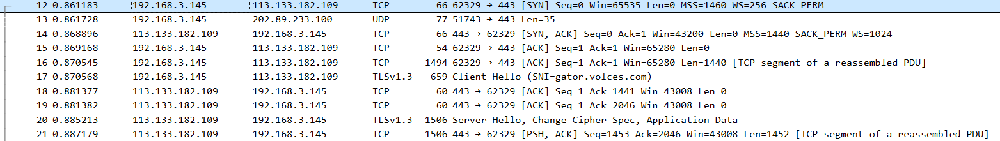 12 0.861183 192.168.3.145 113.133.182.109 TCP 66 62329 → 443 [SYN] Seq=0 Win=65535 Len=0 MSS=1460 WS=256 SACK_PERM
13 0.861728 192.168.3.145 202.89.233.100 UDP 77 51743 → 443 Len=35
14 0.868896 113.133.182.109 192.168.3.145 TCP 66 443 → 62329 [SYN, ACK] Seq=0 Ack=1 Win=43200 Len=0 MSS=1440 SACK_PERM WS=1024
15 0.869168 192.168.3.145 113.133.182.109 TCP 54 62329 → 443 [ACK] Seq=1 Ack=1 Win=65280 Len=0
16 0.870545 192.168.3.145 113.133.182.109 TCP 1494 62329 → 443 [ACK] Seq=1 Ack=1 Win=65280 Len=1440 [TCP segment of a reassembled PDU]
17 0.870568 192.168.3.145 113.133.182.109 TLSv1.3 659 Client Hello (SNI=gator.volces.com)
18 0.881377 113.133.182.109 192.168.3.145 TCP 60 443 → 62329 [ACK] Seq=1 Ack=1441 Win=43008 Len=0
19 0.881382 113.133.182.109 192.168.3.145 TCP 60 443 → 62329 [ACK] Seq=1 Ack=2046 Win=43008 Len=0
20 0.885213 113.133.182.109 192.168.3.145 TLSv1.3 1506 Server Hello, Change Cipher Spec, Application Data
21 0.887179 113.133.182.109 192.168.3.145 TCP 1506 443 → 62329 [PSH, ACK] Seq=1453 Ack=2046 Win=43008 Len=1452 [TCP segment of a reassembled PDU]